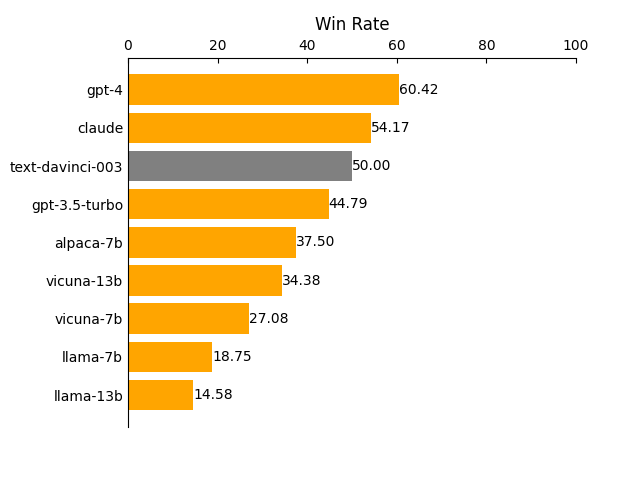 Win Rate
0 20 40 60 80 100
gpt-4 60.42
claude 54.17
text-davinci-003 50.00
gpt-3.5-turbo 44.79
alpaca-7b 37.50
vicuna-13b 34.38
vicuna-7b 27.08
llama-7b 18.75
llama-13b 14.58